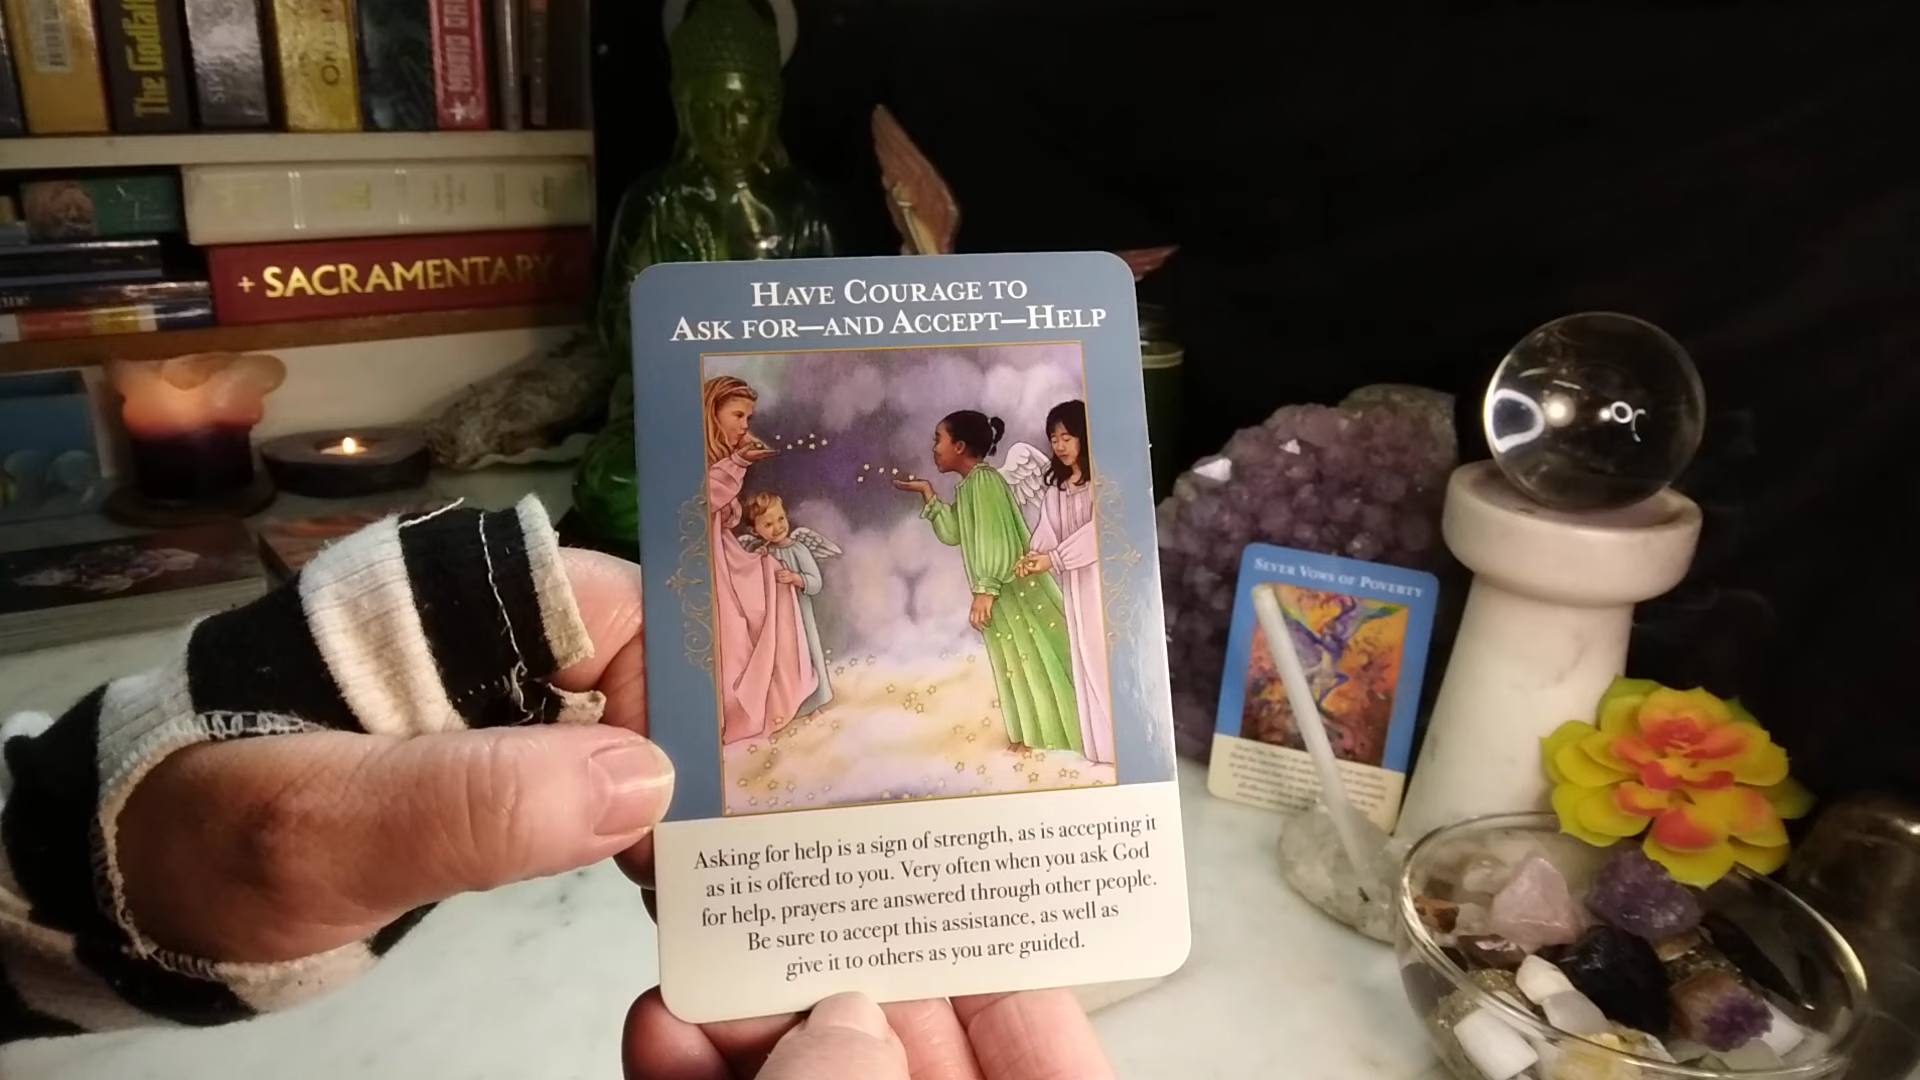 The Godfather
+ SACRAMENTARY
HAVE COURAGE TO
ASK FOR—AND ACCEPT—HELP
Asking for help is a sign of strength, as is accepting it
as it is offered to you. Very often when you ask God
for help, prayers are answered through other people.
Be sure to accept this assistance, as well as
give it to others as you are guided.
SEVER VOWS OF POVERTY